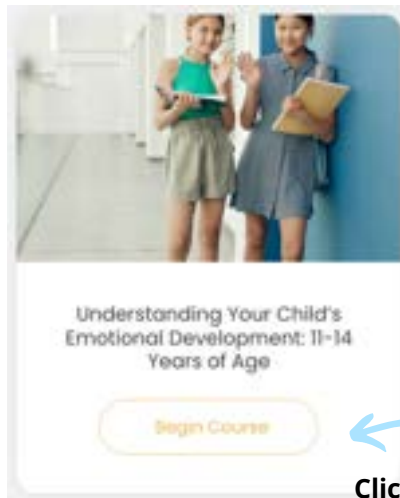 Understanding Your Child's
Emotional Development: 11-14
Years of Age
Begin Course
Clic